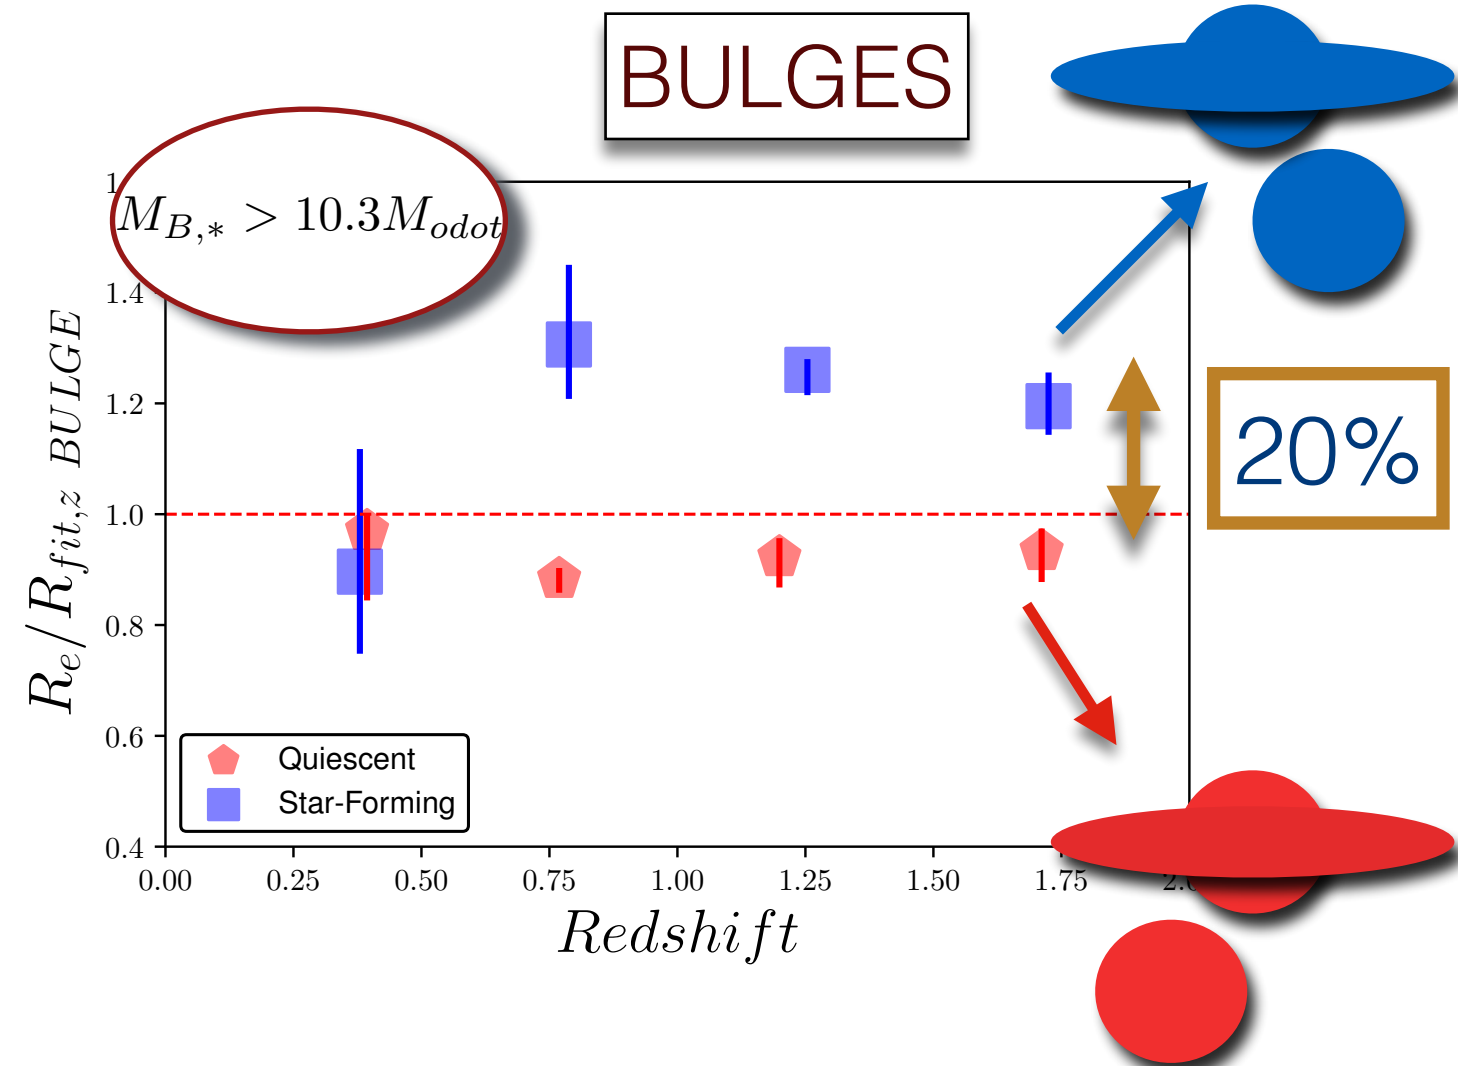 BULGES
M_{B,*} > 10.3M_{odot}
1.4
1.2
1.0
0.8
0.6
0.4
R_e/R_{fit,z} BULGE
20%
Quiescent
Star-Forming
0.00 0.25 0.50 0.75 1.00 1.25 1.50 1.75
Redshift